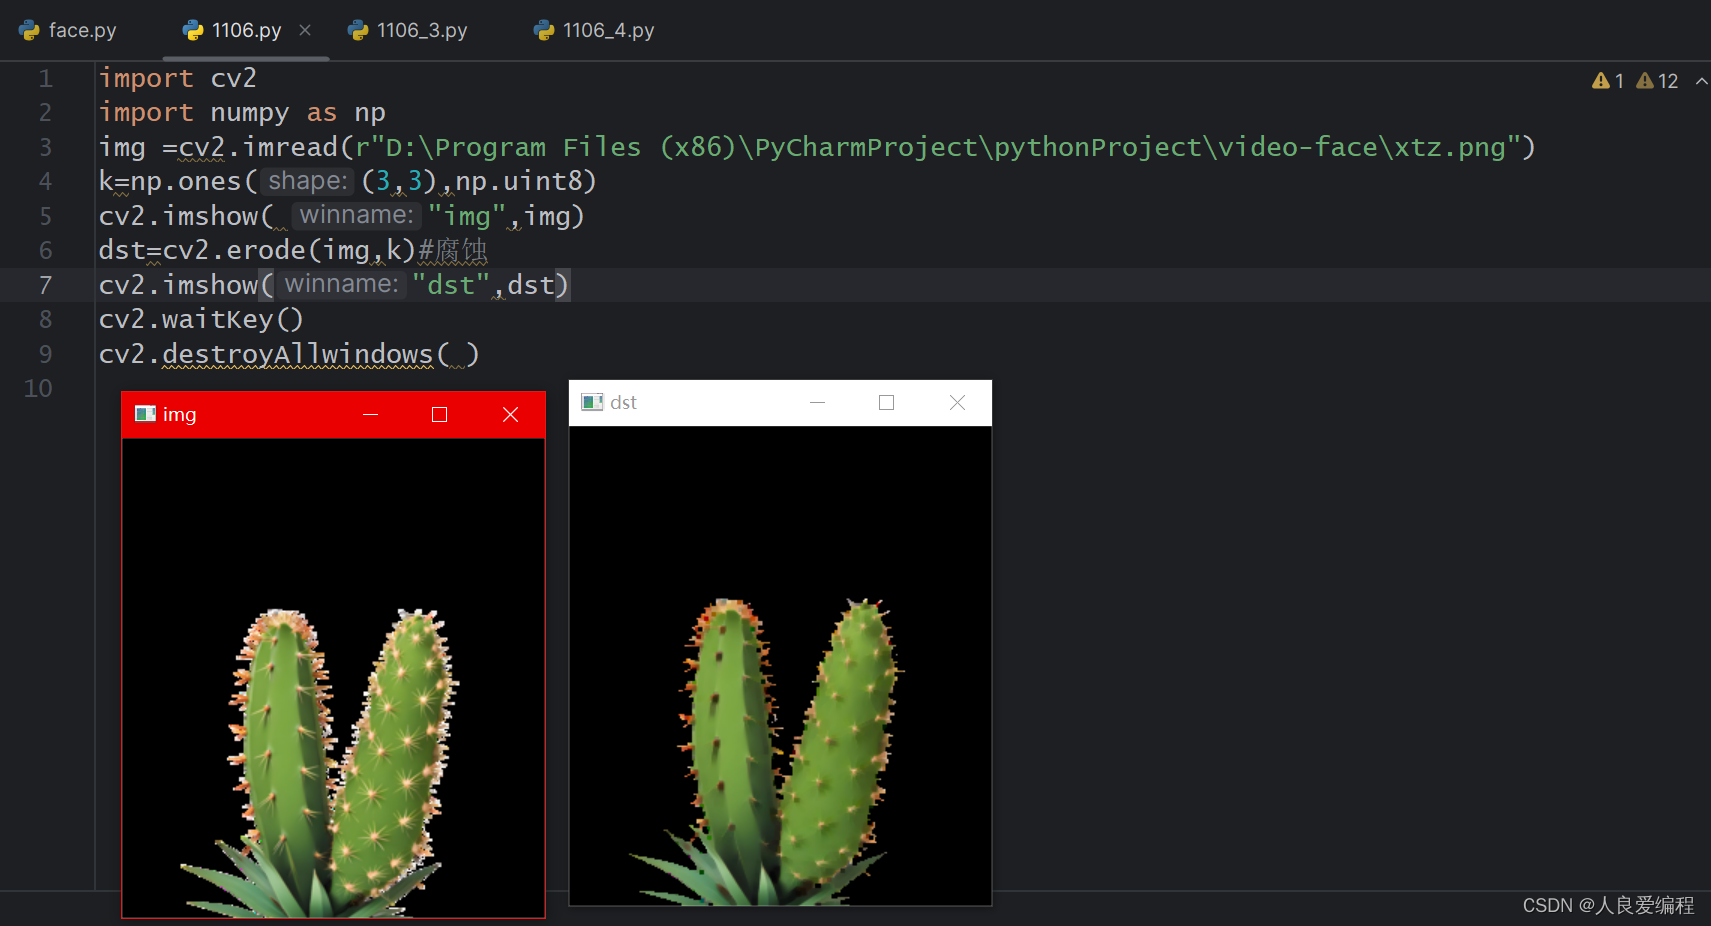 face.py 1106.py 1106_3.py 1106_4.py
1 import cv2
1 12
2 import numpy as np
3 img =cv2.imread(r"D:\Program Files (x86)\PyCharmProject\pythonProject\video-face\xtz.png")
4 k=np.ones( shape: (3,3),np.uint8)
5 cv2.imshow( winname: "img",img)
6 dst=cv2.erode(img,k)#腐蚀
7 cv2.imshow( winname: "dst",dst)
8 cv2.waitKey()
9 cv2.destroyAllwindows( )
10
img
dst
CSDN @人良爱编程